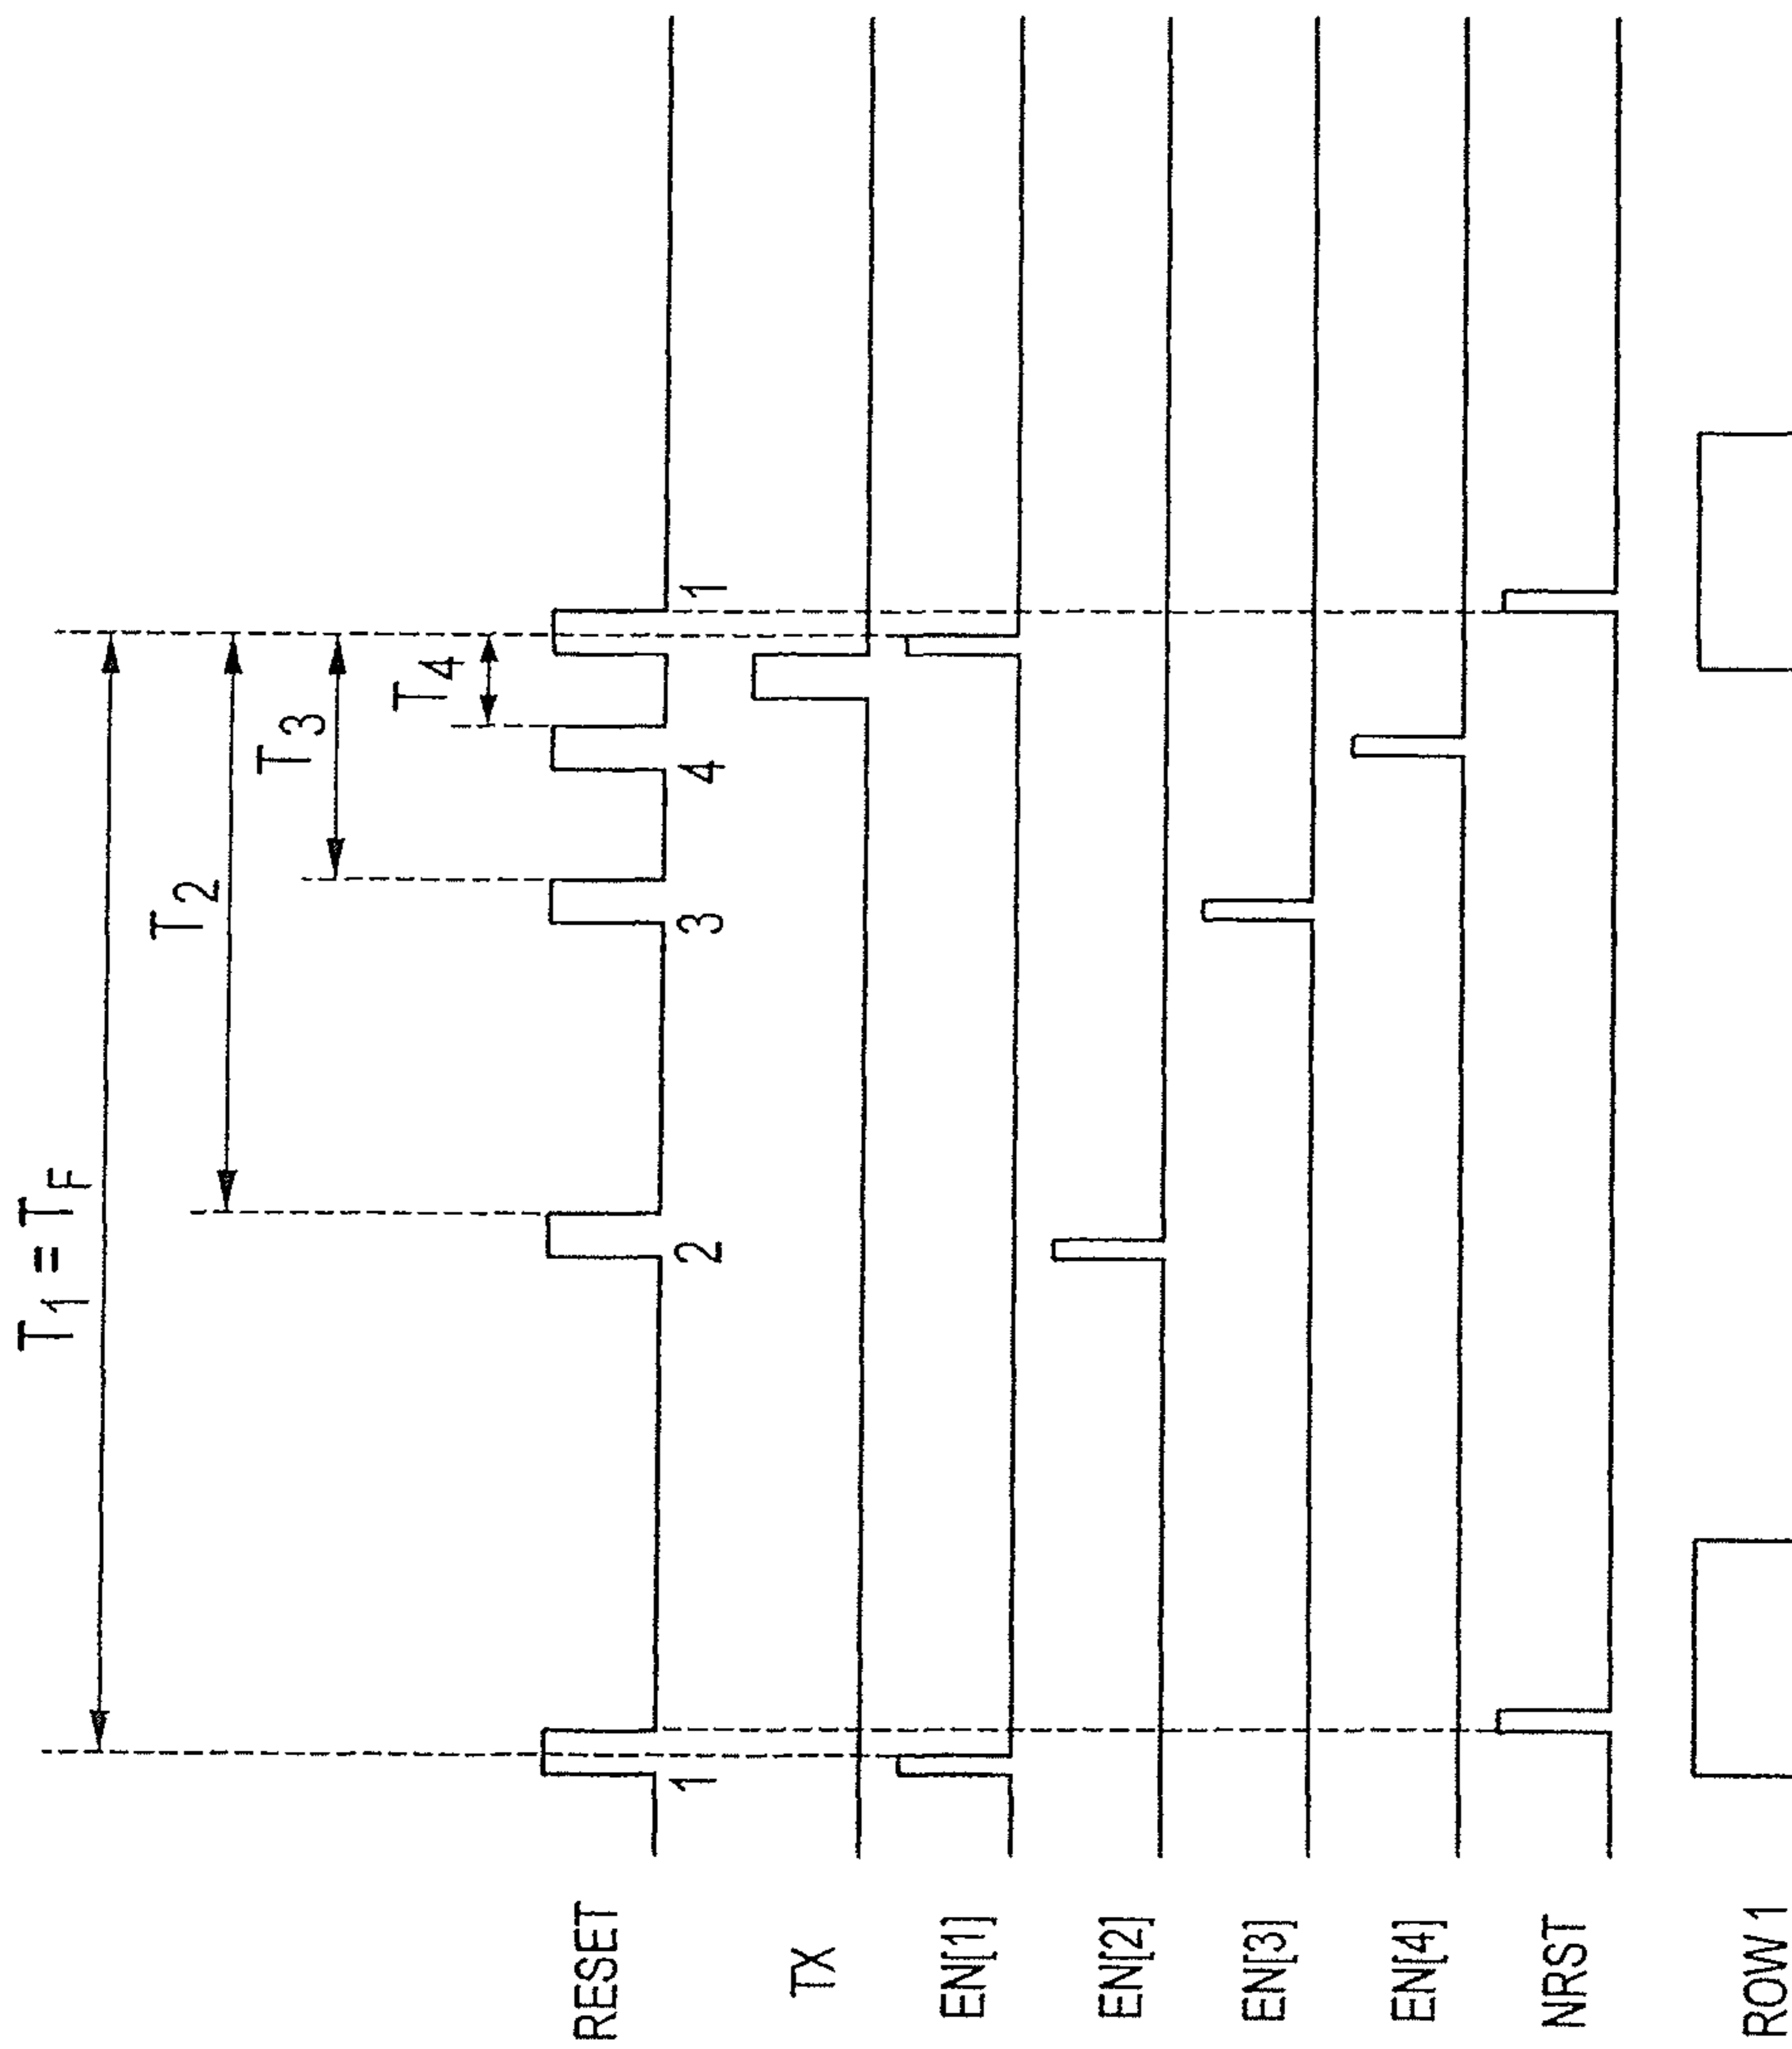 T1 = TF
T2
T3
T4
RESET
1
2
3
4
1
TX
EN[1]
EN[2]
EN[3]
EN[4]
NRST
ROW 1